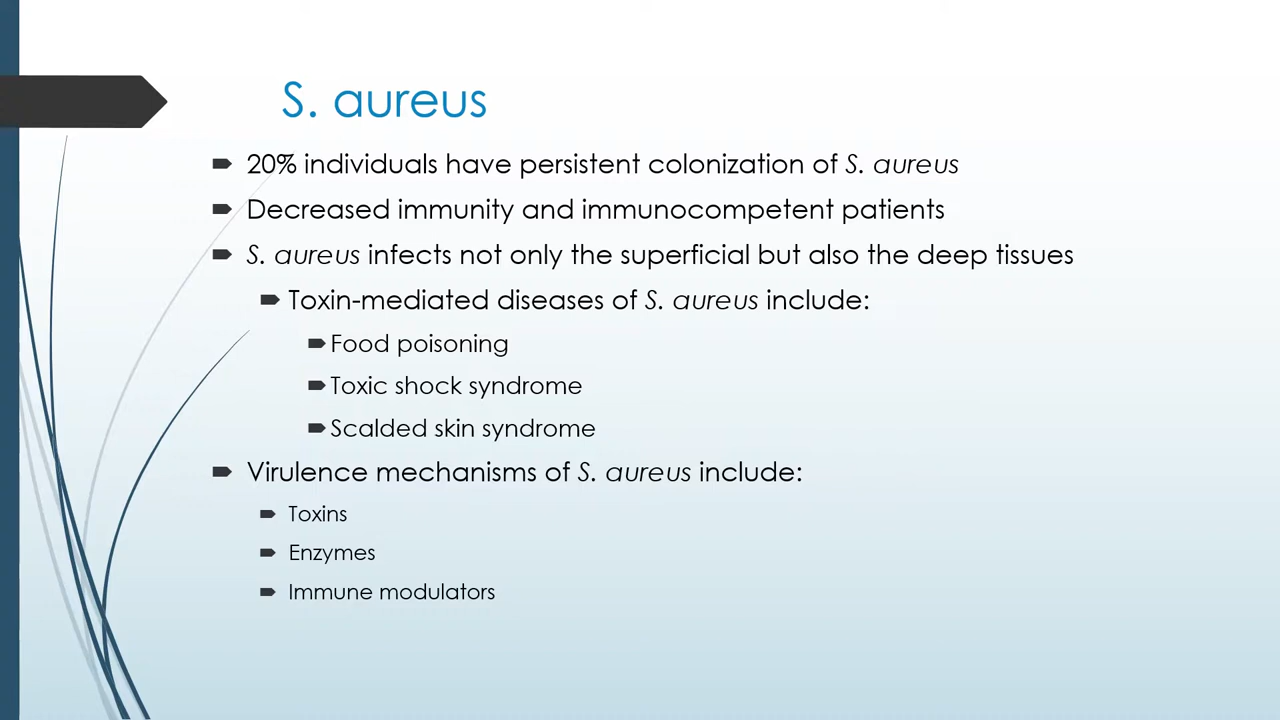 S. aureus
20% individuals have persistent colonization of S. aureus
Decreased immunity and immunocompetent patients
S. aureus infects not only the superficial but also the deep tissues
Toxin-mediated diseases of S. aureus include:
Food poisoning
Toxic shock syndrome
Scalded skin syndrome
Virulence mechanisms of S. aureus include:
Toxins
Enzymes
Immune modulators